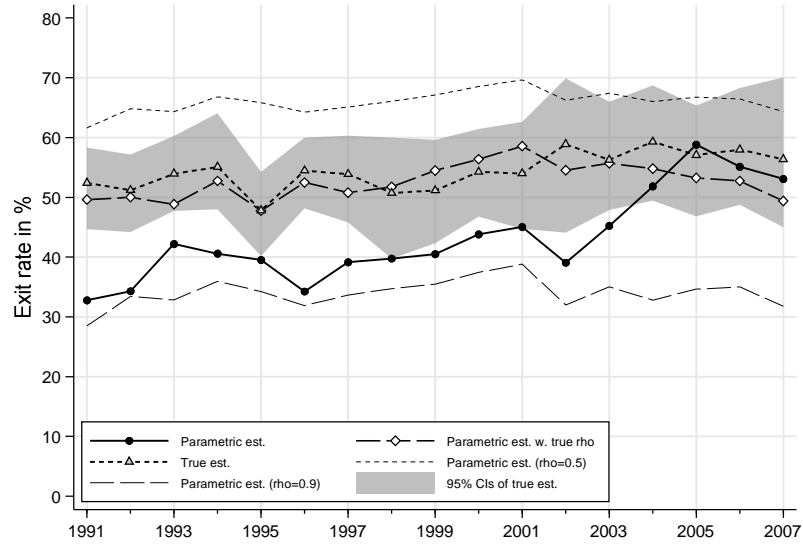 80
70
60
50
40
30
20
10
0
Exit rate in %
Parametric est.
Parametric est. w. true rho
True est.
Parametric est. (rho=0.5)
Parametric est. (rho=0.9)
95% CIs of true est.
1991 1993 1995 1997 1999 2001 2003 2005 2007